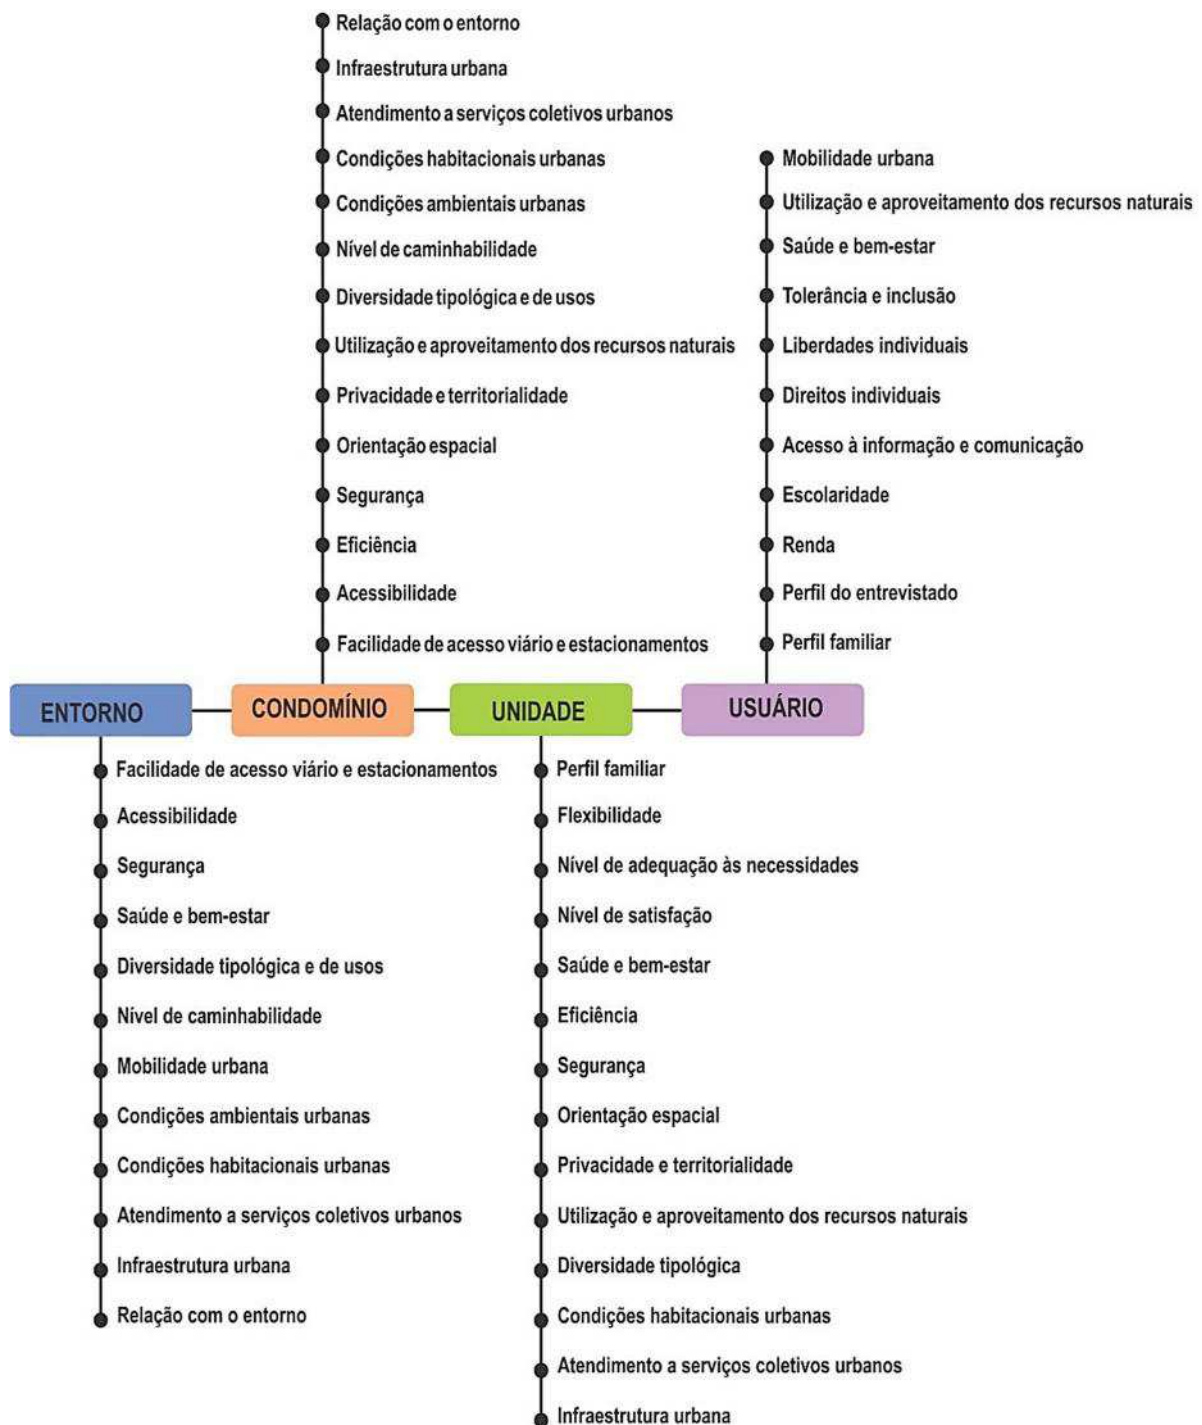 Relação com o entorno
Infraestrutura urbana
Atendimento a serviços coletivos urbanos
Condições habitacionais urbanas
Condições ambientais urbanas
Nível de caminhabilidade
Diversidade tipológica e de usos
Utilização e aproveitamento dos recursos naturais
Privacidade e territorialidade
Orientação espacial
Segurança
Eficiência
Acessibilidade
Facilidade de acesso viário e estacionamentos
Mobilidade urbana
Utilização e aproveitamento dos recursos naturais
Saúde e bem-estar
Tolerância e inclusão
Liberdades individuais
Direitos individuais
Acesso à informação e comunicação
Escolaridade
Renda
Perfil do entrevistado
Perfil familiar
ENTORNO
CONDOMÍNIO
UNIDADE
USUÁRIO
Facilidade de acesso viário e estacionamentos
Acessibilidade
Segurança
Saúde e bem-estar
Diversidade tipológica e de usos
Nível de caminhabilidade
Mobilidade urbana
Condições ambientais urbanas
Condições habitacionais urbanas
Atendimento a serviços coletivos urbanos
Infraestrutura urbana
Relação com o entorno
Perfil familiar
Flexibilidade
Nível de adequação às necessidades
Nível de satisfação
Saúde e bem-estar
Eficiência
Segurança
Orientação espacial
Privacidade e territorialidade
Utilização e aproveitamento dos recursos naturais
Diversidade tipológica
Condições habitacionais urbanas
Atendimento a serviços coletivos urbanos
Infraestrutura urbana